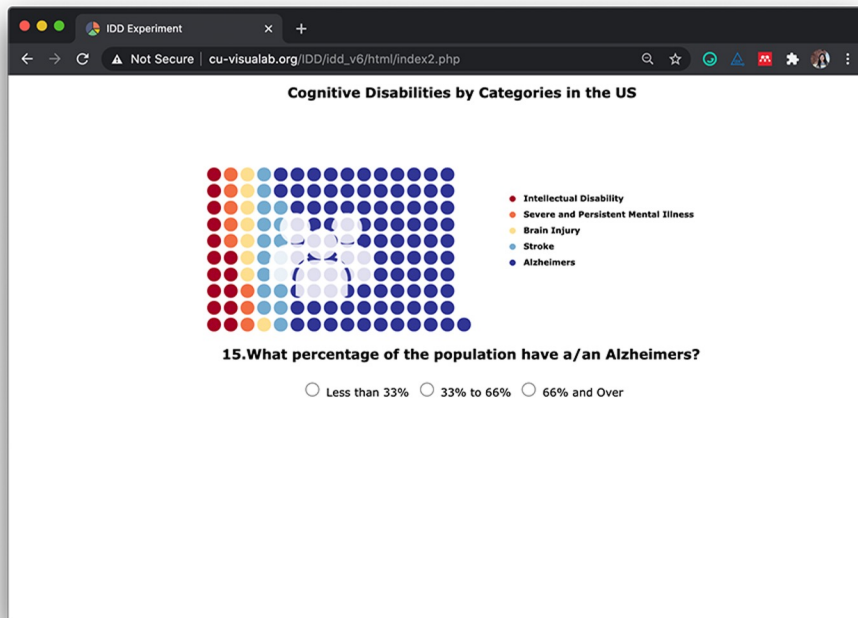 IDD Experiment
Not Secure | cu-visualab.org/IDD/idd_v6/html/index2.php
Cognitive Disabilities by Categories in the US
Intellectual Disability
Severe and Persistent Mental Illness
Brain Injury
Stroke
Alzheimers
15.What percentage of the population have a/an Alzheimers?
Less than 33% 33% to 66% 66% and Over